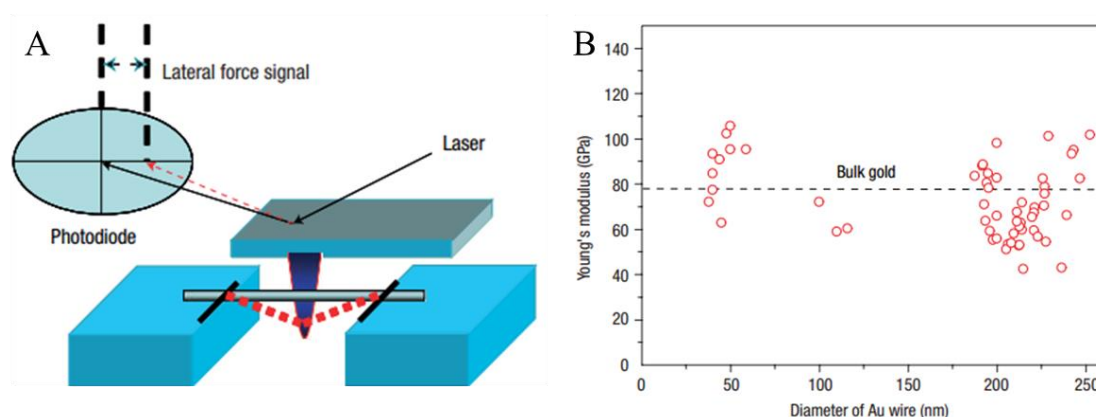 A
Lateral force signal
Laser
Photodiode
B
Young's modulus (GPa)
140
120
100
80
60
40
20
0
Bulk gold
0
50
100
150
200
250
Diameter of Au wire (nm)